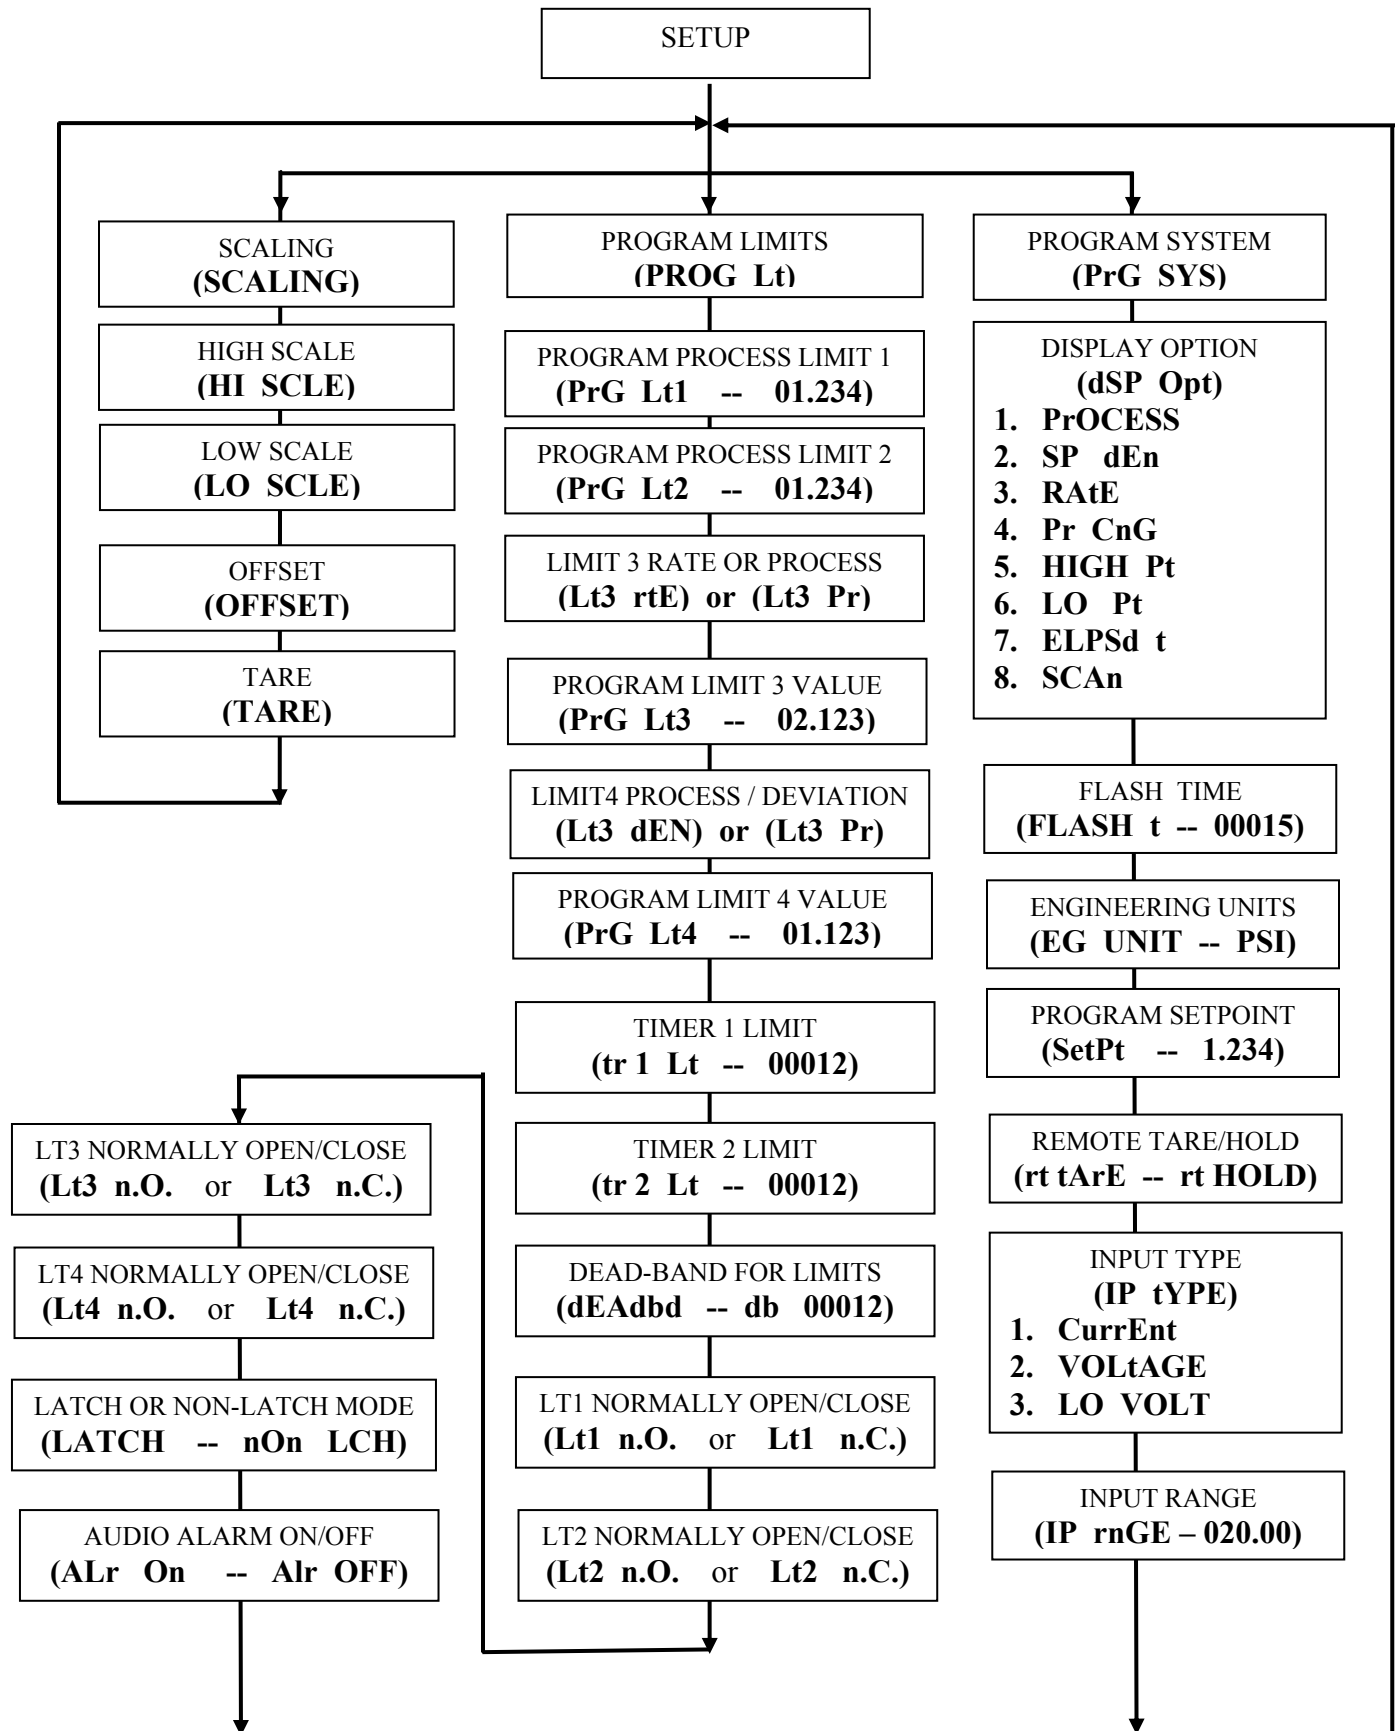 SETUP
SCALING
(SCALING)
HIGH SCALE
(HI SCLE)
LOW SCALE
(LO SCLE)
OFFSET
(OFFSET)
TARE
(TARE)
PROGRAM LIMITS
(PROG Lt)
PROGRAM PROCESS LIMIT 1
(PrG Lt1 -- 01.234)
PROGRAM PROCESS LIMIT 2
(PrG Lt2 -- 01.234)
LIMIT 3 RATE OR PROCESS
(Lt3 rtE) or (Lt3 Pr)
PROGRAM LIMIT 3 VALUE
(PrG Lt3 -- 02.123)
LIMIT4 PROCESS / DEVIATION
(Lt3 dEN) or (Lt3 Pr)
PROGRAM LIMIT 4 VALUE
(PrG Lt4 -- 01.123)
TIMER 1 LIMIT
(tr 1 Lt -- 00012)
TIMER 2 LIMIT
(tr 2 Lt -- 00012)
DEAD-BAND FOR LIMITS
(dEAdbd -- db 00012)
LT1 NORMALLY OPEN/CLOSE
(Lt1 n.O. or Lt1 n.C.)
LT2 NORMALLY OPEN/CLOSE
(Lt2 n.O. or Lt2 n.C.)
LT3 NORMALLY OPEN/CLOSE
(Lt3 n.O. or Lt3 n.C.)
LT4 NORMALLY OPEN/CLOSE
(Lt4 n.O. or Lt4 n.C.)
LATCH OR NON-LATCH MODE
(LATCH -- nOn LCH)
AUDIO ALARM ON/OFF
(ALr On -- Alr OFF)
PROGRAM SYSTEM
(PrG SYS)
DISPLAY OPTION
(dSP Opt)
1. PrOCESS
2. SP dEn
3. RAtE
4. Pr CnG
5. HIGH Pt
6. LO Pt
7. ELPSd t
8. SCAn
FLASH TIME
(FLASH t -- 00015)
ENGINEERING UNITS
(EG UNIT -- PSI)
PROGRAM SETPOINT
(SetPt -- 1.234)
REMOTE TARE/HOLD
(rt tArE -- rt HOLD)
INPUT TYPE
(IP tYPE)
1. CurrEnt
2. VOLtAGE
3. LO VOLT
INPUT RANGE
(IP rnGE – 020.00)